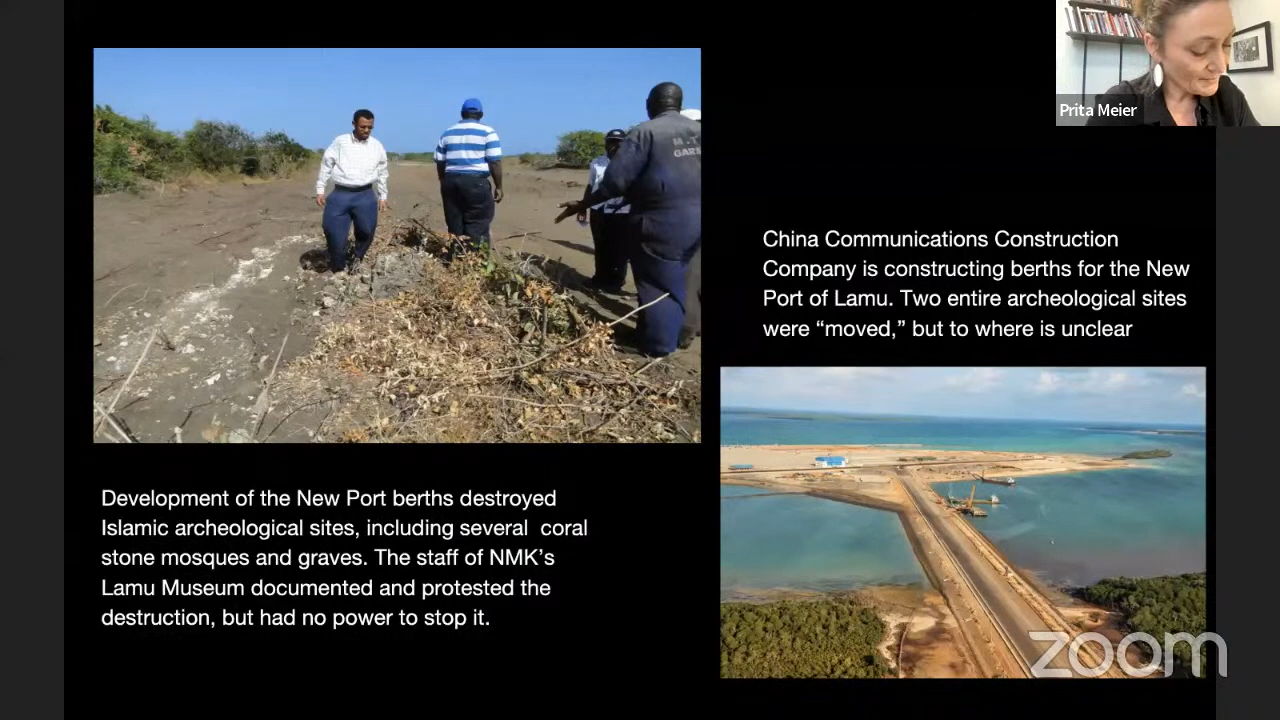 Prita Meier
M.T
GARS
China Communications Construction
Company is constructing berths for the New
Port of Lamu. Two entire archeological sites
were “moved,” but to where is unclear
Development of the New Port berths destroyed
Islamic archeological sites, including several coral
stone mosques and graves. The staff of NMK’s
Lamu Museum documented and protested the
destruction, but had no power to stop it.
zoom